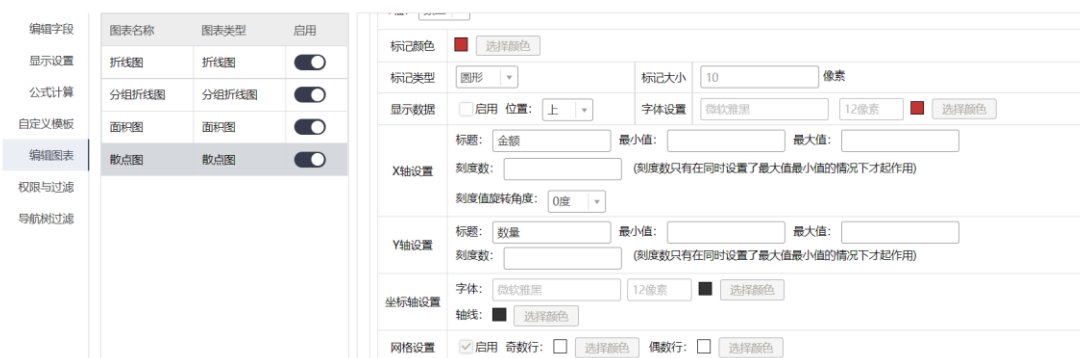 编辑字段
显示设置
公式计算
自定义模板
编辑图表
权限与过滤
导航树过滤
图表名称 图表类型 启用
折线图 折线图
分组折线图 分组折线图
面积图 面积图
散点图 散点图
标记颜色 选择颜色
标记类型 圆形 标记大小 10 像素
显示数据 启用 位置: 上 字体设置 微软雅黑 12像素 选择颜色
X轴设置
标题: 金额 最小值: 最大值:
刻度数: (刻度数只有在同时设置了最大值最小值的情况下才起作用)
刻度值旋转角度: 0度
Y轴设置
标题: 数量 最小值: 最大值:
刻度数: (刻度数只有在同时设置了最大值最小值的情况下才起作用)
坐标轴设置
字体: 微软雅黑 12像素 选择颜色
轴线: 选择颜色
网格设置 启用 奇数行: 选择颜色 偶数行: 选择颜色